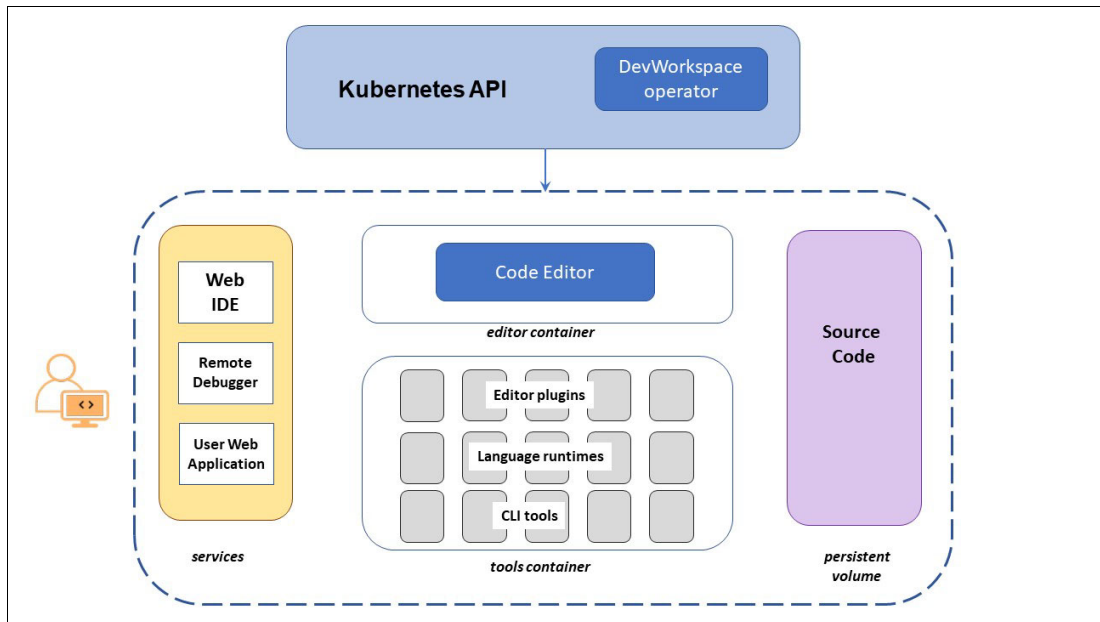 Kubernetes API
DevWorkspace
operator
Web
IDE
Remote
Debugger
User Web
Application
services
Code Editor
editor container
Editor plugins
Language runtimes
CLI tools
tools container
Source
Code
persistent
volume
<>